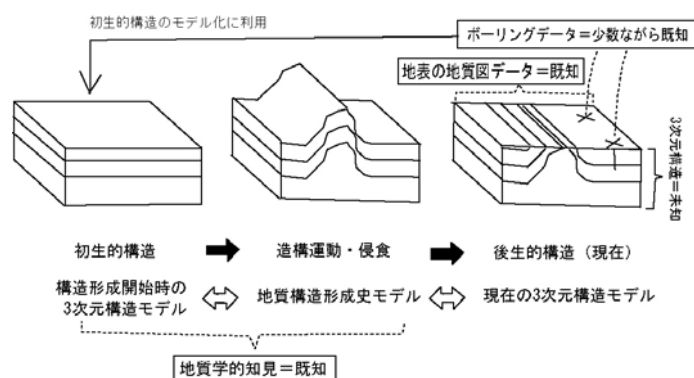 初生的構造のモデル化に利用
ボーリングデータ=少数ながら既知
地表の地質図データ=既知
3次元構造=未知
初生的構造
造構運動・侵食
後生的構造（現在）
構造形成開始時の
3次元構造モデル
地質構造形成史モデル
現在の3次元構造モデル
地質学的知見=既知